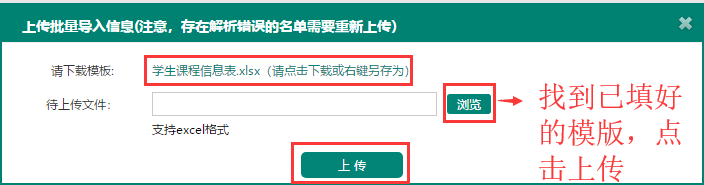 上传批量导入信息(注意，存在解析错误的名单需要重新上传)
请下载模板: 学生课程信息表.xlsx（请点击下载或右键另存为）
待上传文件: 浏览
支持excel格式
上 传
找到已填好
的模版，点
击上传